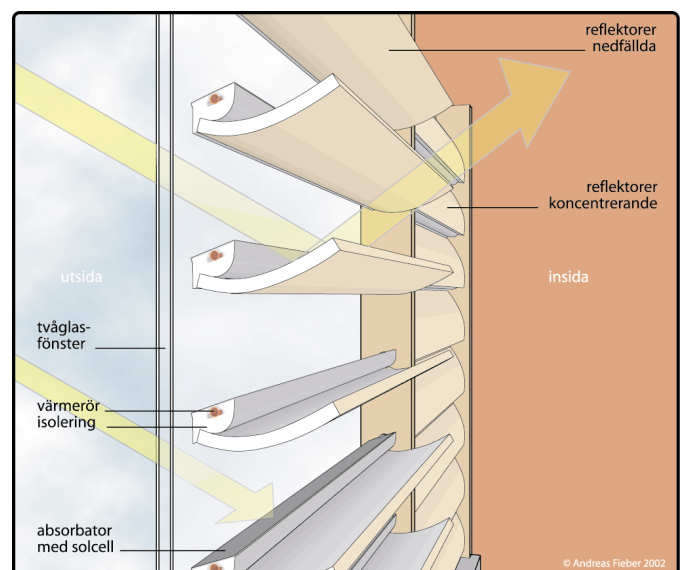 reflektorer
nedfällda
reflektorer
koncentrerande
utsida
insida
tvåglas-
fönster
värmerör
isolering
absorbator
med solcell
© Andreas Fieber 2002